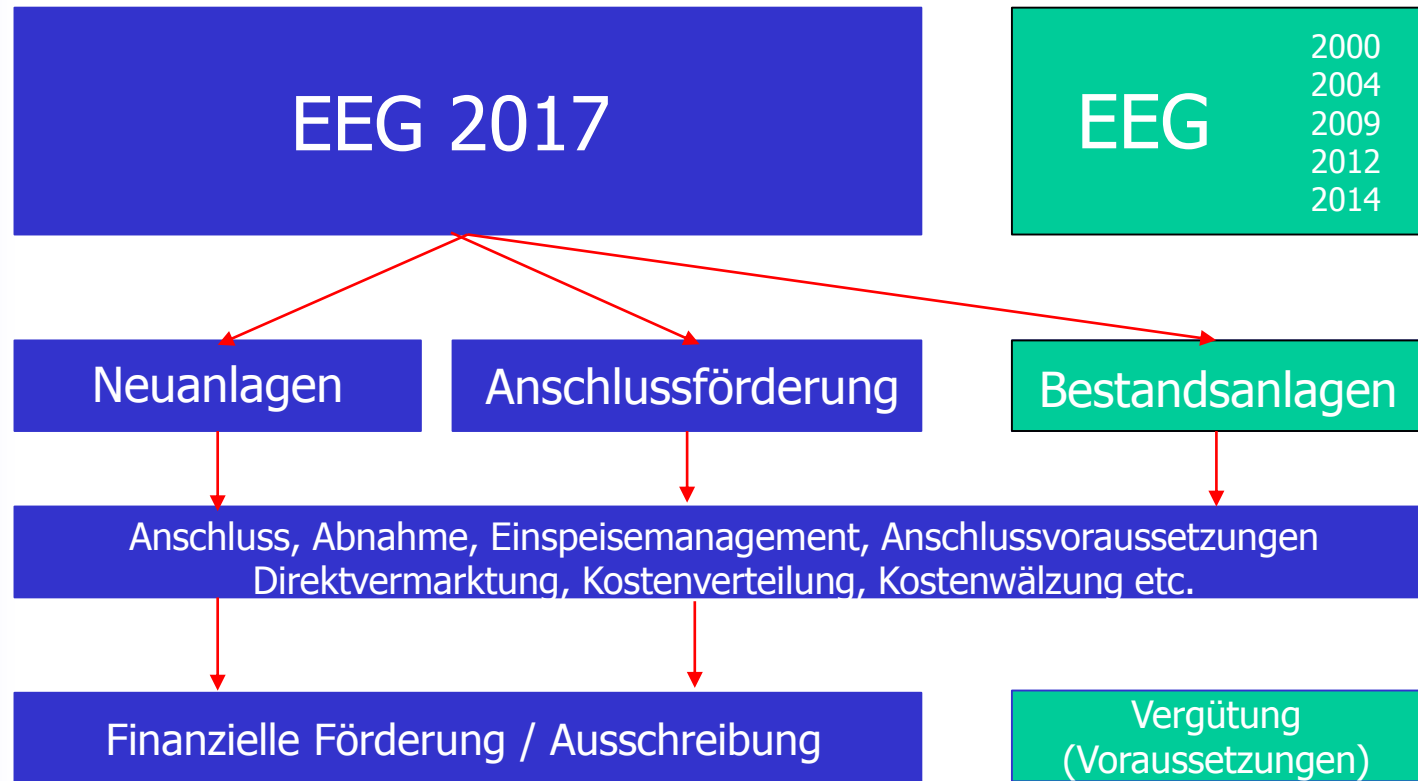 EEG 2017
EEG
2000
2004
2009
2012
2014
Neuanlagen
Anschlussförderung
Bestandsanlagen
Anschluss, Abnahme, Einspeisemanagement, Anschlussvoraussetzungen
Direktvermarktung, Kostenverteilung, Kostenwälzung etc.
Finanzielle Förderung / Ausschreibung
Vergütung
(Voraussetzungen)